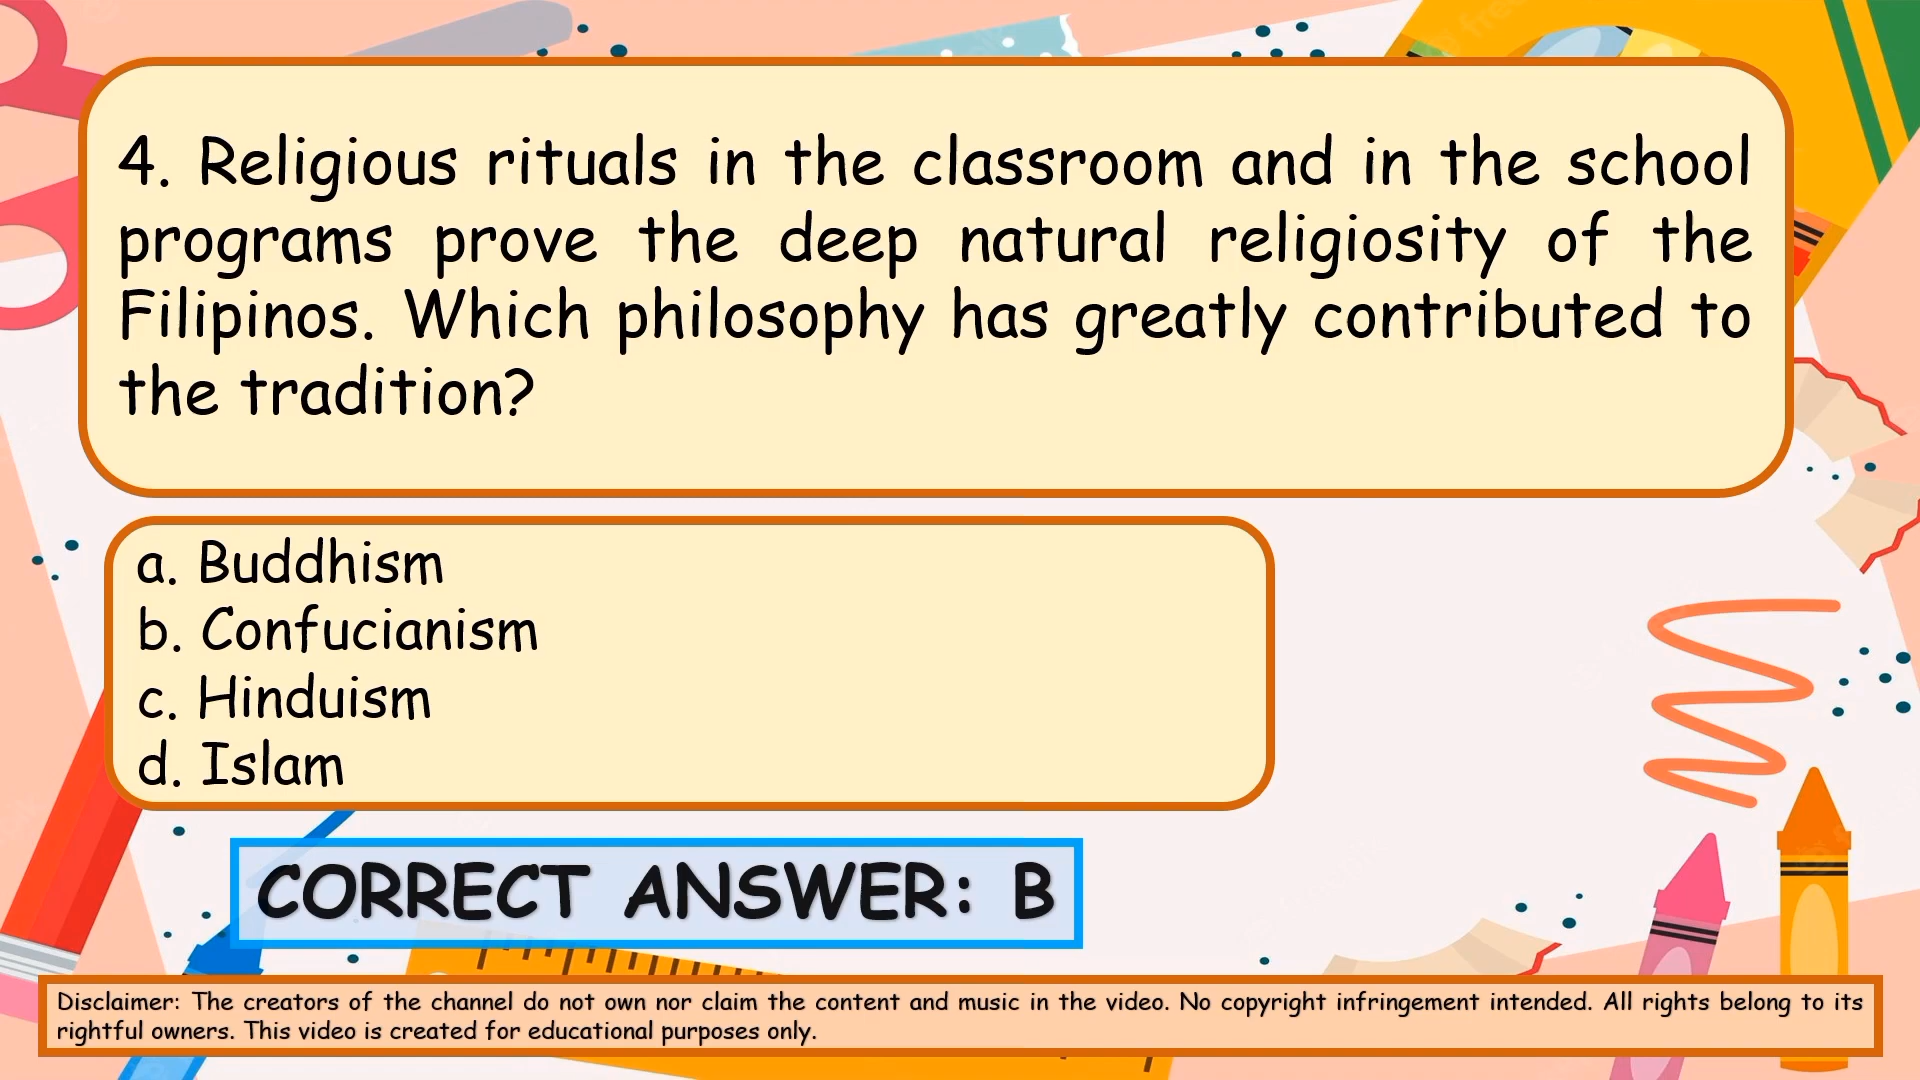 4. Religious rituals in the classroom and in the school
programs prove the deep natural religiosity of the
Filipinos. Which philosophy has greatly contributed to
the tradition?
a. Buddhism
b. Confucianism
c. Hinduism
d. Islam
CORRECT ANSWER: B
Disclaimer: The creators of the channel do not own nor claim the content and music in the video. No copyright infringement intended. All rights belong to its
rightful owners. This video is created for educational purposes only.